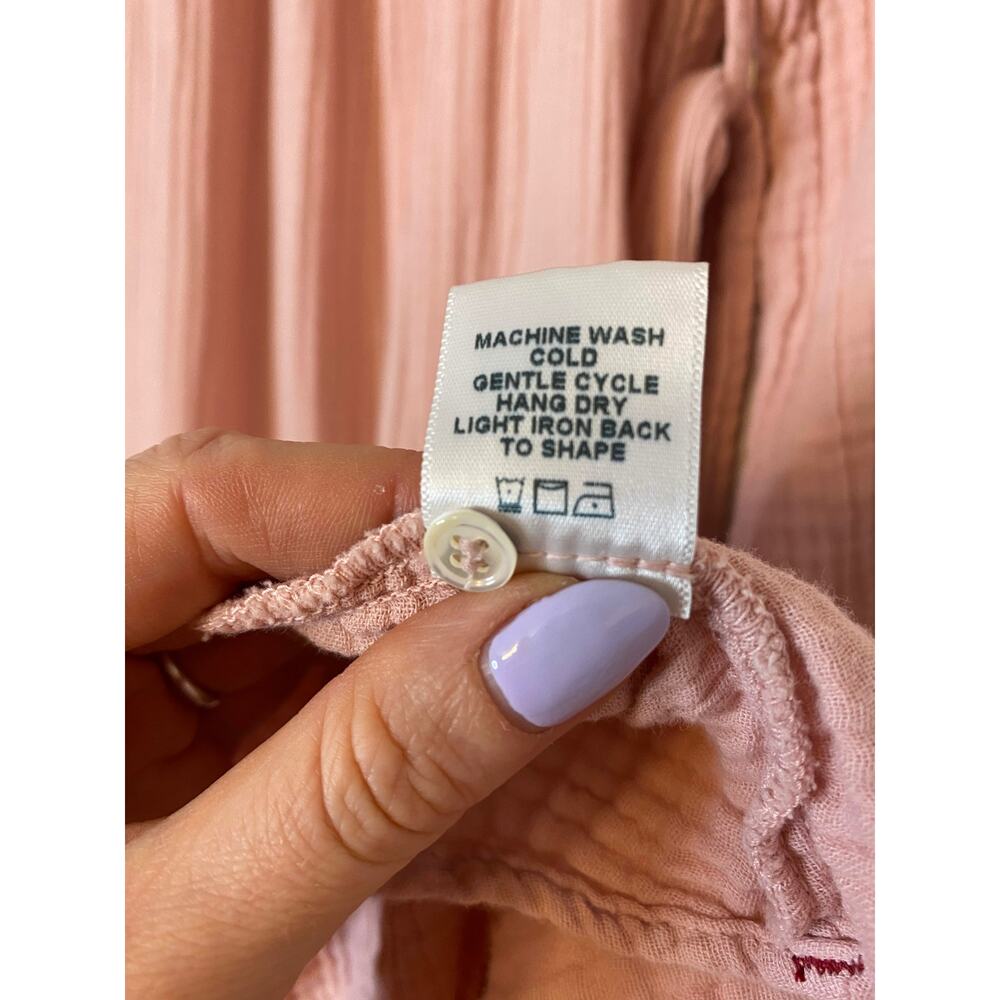 MACHINE WASH
COLD
GENTLE CYCLE
HANG DRY
LIGHT IRON BACK
TO SHAPE